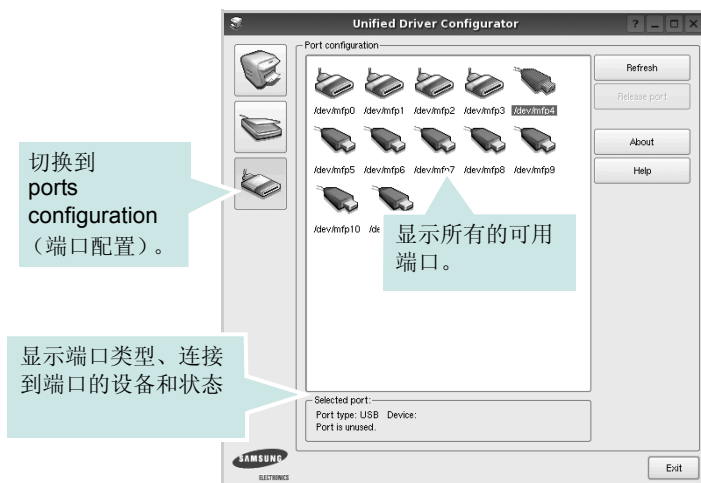 Unified Driver Configurator
Port configuration
/dev/mfp0 /dev/mfp1 /dev/mfp2 /dev/mfp3 /dev/mfp4
/dev/mfp5 /dev/mfp6 /dev/mfp7 /dev/mfp8 /dev/mfp9
/dev/mfp10
Refresh
Release port
About
Help
切换到
ports
configuration
（端口配置）。
显示所有的可用
端口。
显示端口类型、连接
到端口的设备和状态
Selected port:
Port type: USB Device:
Port is unused.
SAMSUNG
ELECTRONICS
Exit